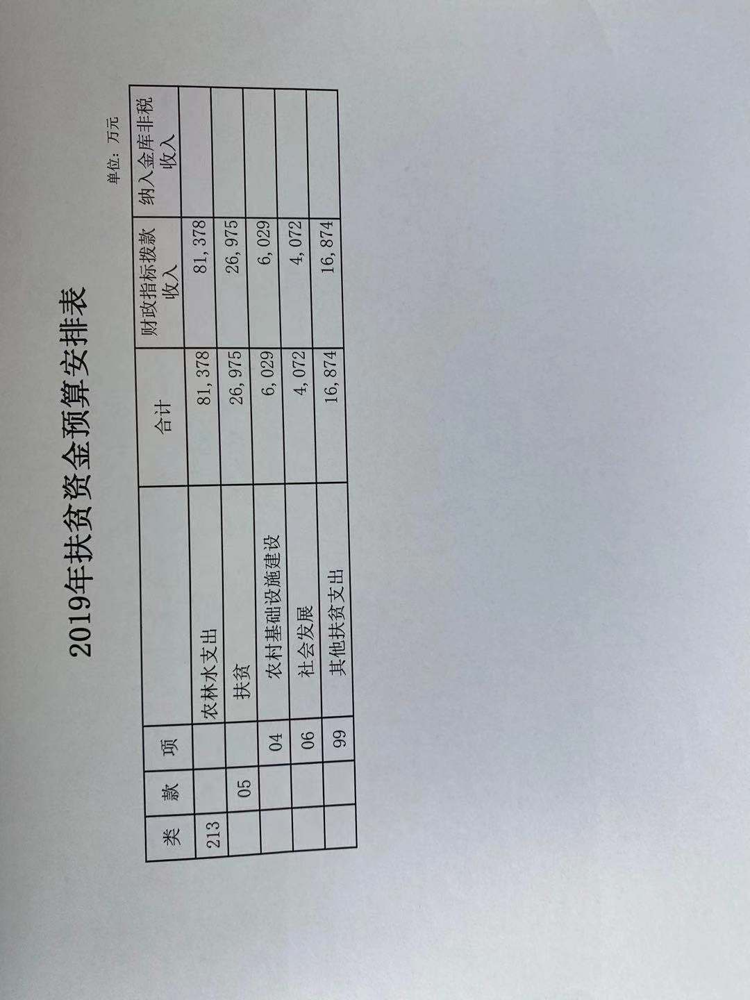 2019年扶贫资金预算安排表
单位：万元
类 款 项 合计 财政指标拨款收入 纳入金库非税收入
213 农林水支出 81,378 81,378
05 扶贫 26,975 26,975
04 农村基础设施建设 6,029 6,029
06 社会发展 4,072 4,072
99 其他扶贫支出 16,874 16,874